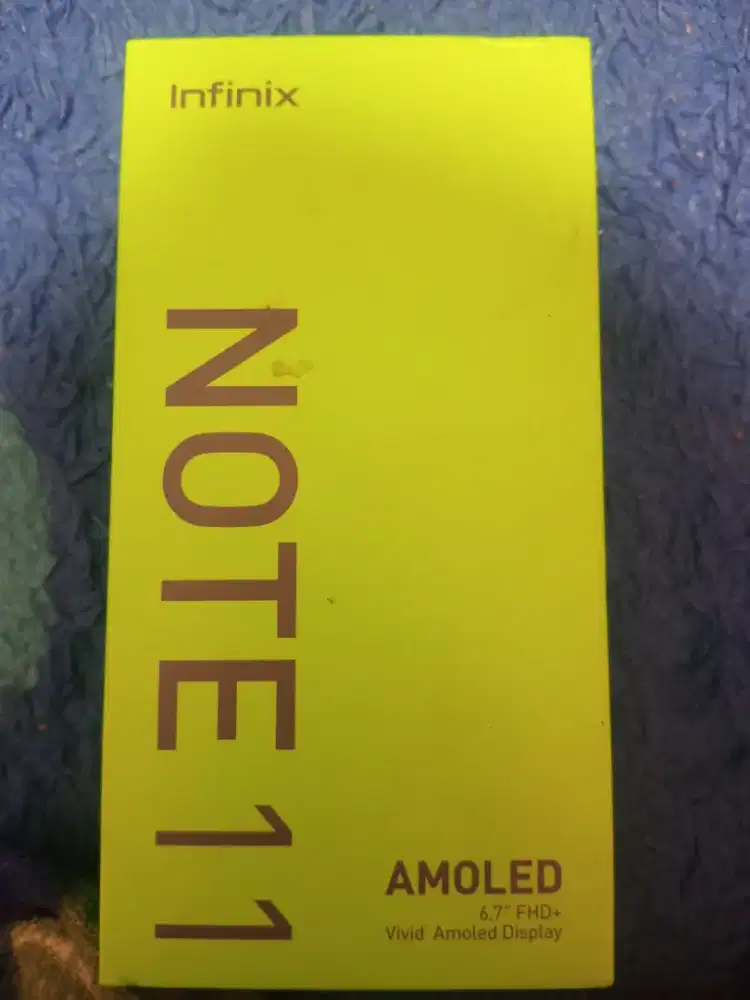 Infinix
NOTE 11
AMOLED
6.7" FHD+
Vivid Amoled Display